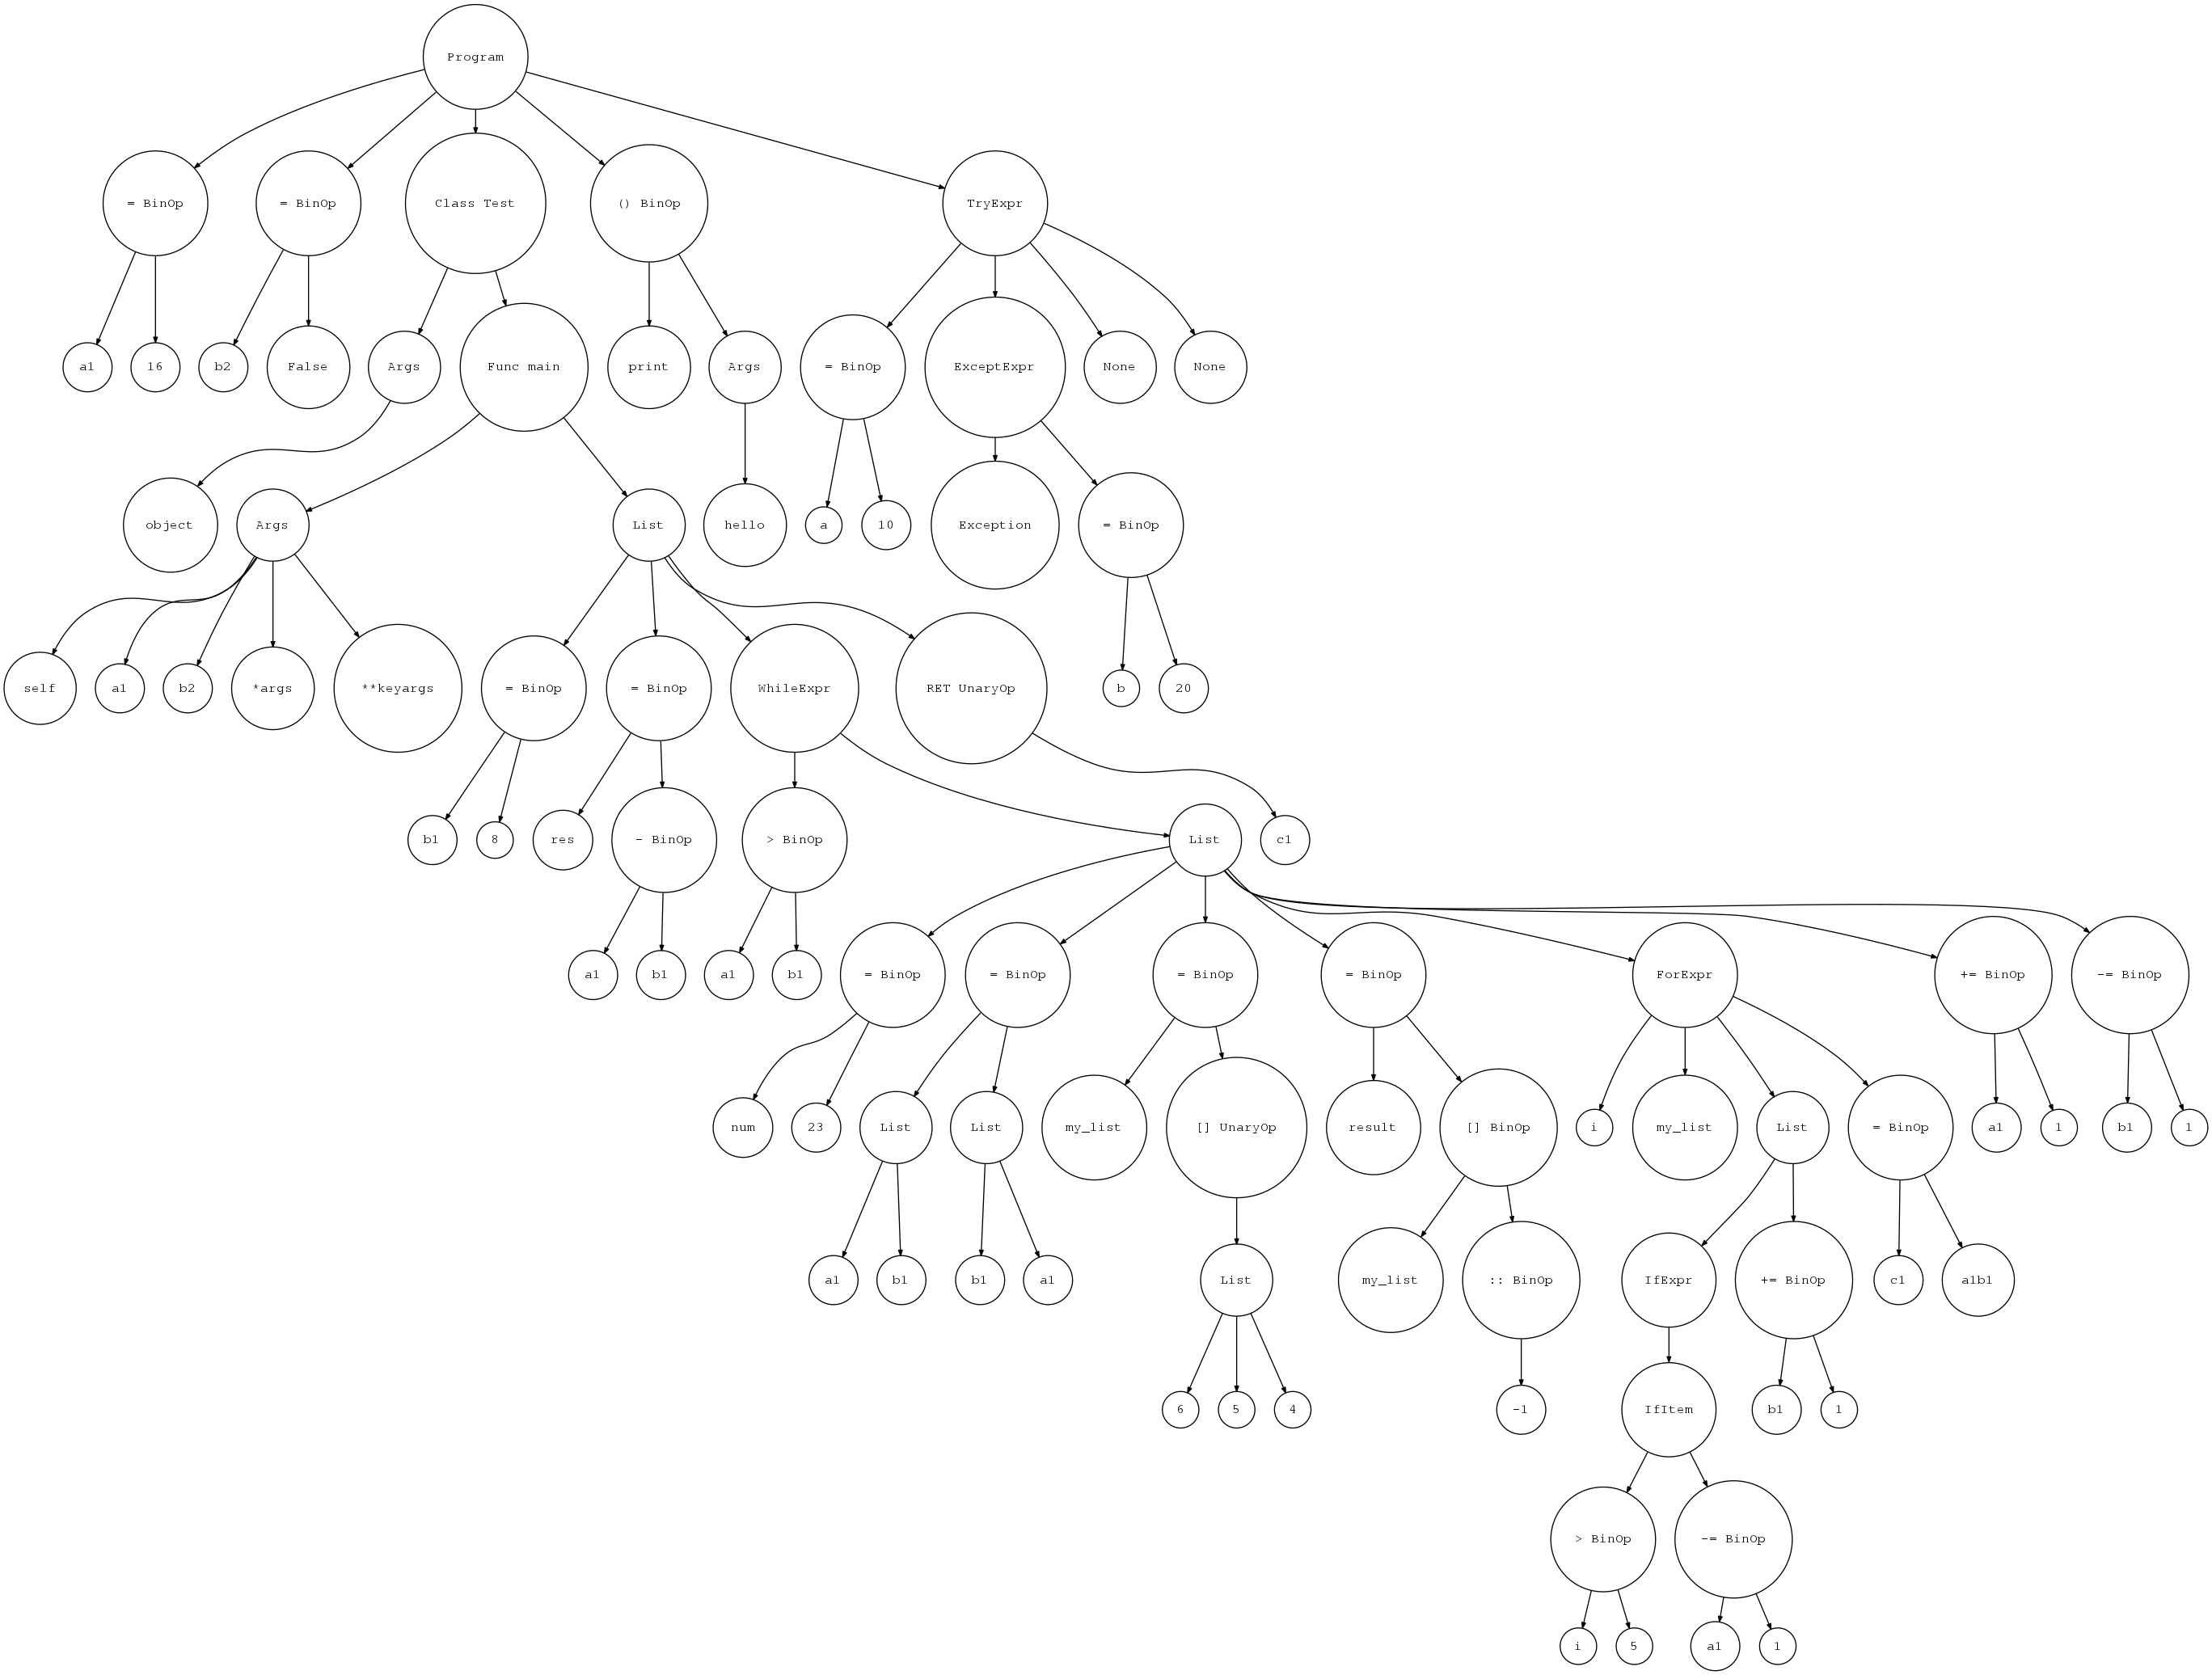 Program
= BinOp
= BinOp
Class Test
() BinOp
TryExpr
a1
16
b2
False
Args
Func main
print
Args
= BinOp
ExceptExpr
None
None
object
Args
List
hello
a
10
Exception
= BinOp
self
a1
b2
*args
**keyargs
= BinOp
= BinOp
WhileExpr
RET UnaryOp
b
20
b1
8
res
- BinOp
> BinOp
List
c1
a1
b1
a1
b1
= BinOp
= BinOp
= BinOp
= BinOp
ForExpr
+= BinOp
-= BinOp
num
23
List
List
my_list
[] UnaryOp
result
[] BinOp
i
my_list
List
= BinOp
a1
1
b1
1
a1
b1
b1
a1
List
my_list
:: BinOp
IfExpr
+= BinOp
c1
a1b1
6
5
4
-1
IfItem
b1
1
> BinOp
-= BinOp
i
5
a1
1